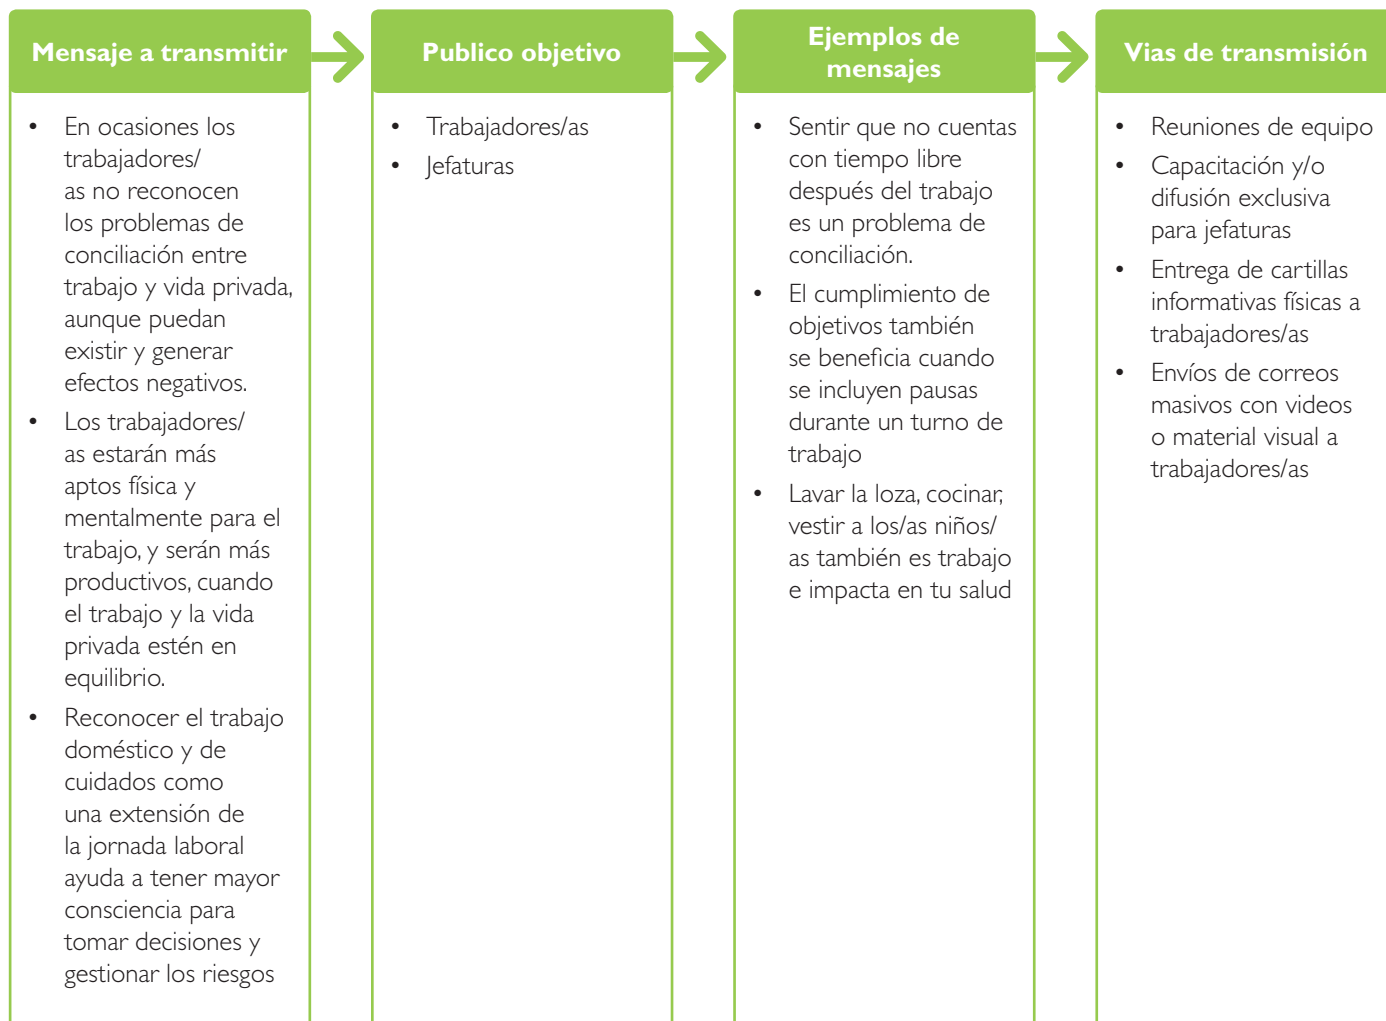 Mensaje a transmitir
En ocasiones los
trabajadores/
as no reconocen
los problemas de
conciliación entre
trabajo y vida privada,
aunque puedan
existir y generar
efectos negativos.
Los trabajadores/
as estarán más
aptos física y
mentalmente para el
trabajo, y serán más
productivos, cuando
el trabajo y la vida
privada estén en
equilibrio.
Reconocer el trabajo
doméstico y de
cuidados como
una extensión de
la jornada laboral
ayuda a tener mayor
consciencia para
tomar decisiones y
gestionar los riesgos
Publico objetivo
Trabajadores/as
Jefaturas
Ejemplos de
mensajes
Sentir que no cuentas
con tiempo libre
después del trabajo
es un problema de
conciliación.
El cumplimiento de
objetivos también
se beneficia cuando
se incluyen pausas
durante un turno de
trabajo
Lavar la loza, cocinar,
vestir a los/as niños/
as también es trabajo
e impacta en tu salud
Vias de transmisión
Reuniones de equipo
Capacitación y/o
difusión exclusiva
para jefaturas
Entrega de cartillas
informativas físicas a
trabajadores/as
Envíos de correos
masivos con videos
o material visual a
trabajadores/as